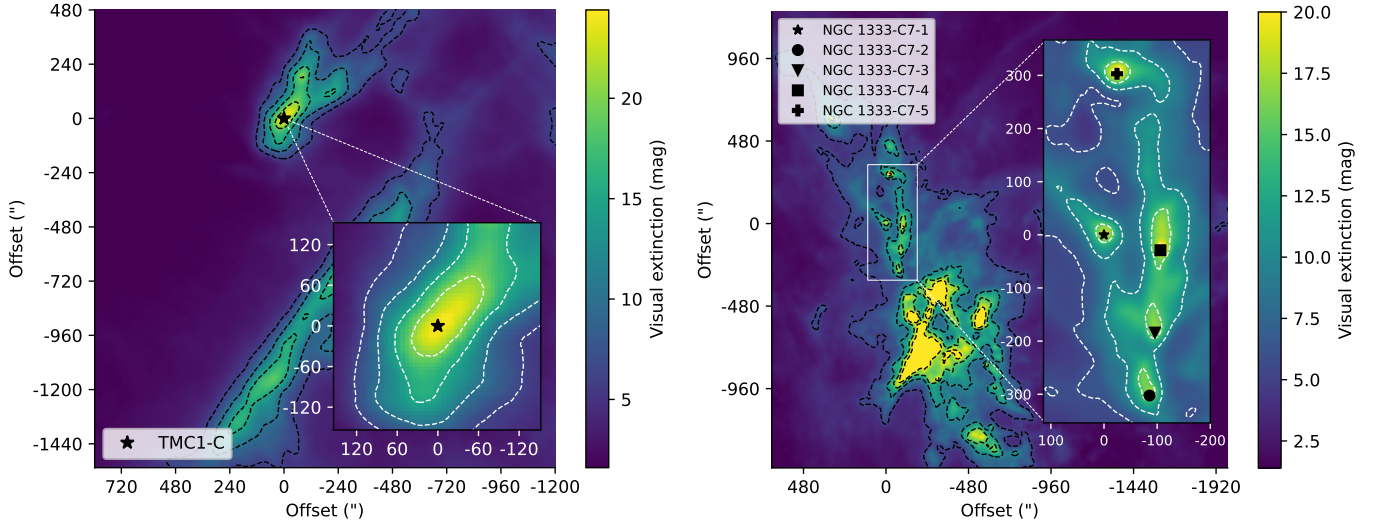 480
240
0
-240
-480
-720
-960
-1200
-1440
Offset (")
720 480 240 0 -240 -480 -720 -960 -1200
Offset (")
TMC1-C
120
60
0
-60
-120
120 60 0 -60 -120
20
15
10
5
Visual extinction (mag)
960
480
0
-480
-960
Offset (")
480 0 -480 -960 -1440 -1920
Offset (")
NGC 1333-C7-1
NGC 1333-C7-2
NGC 1333-C7-3
NGC 1333-C7-4
NGC 1333-C7-5
300
200
100
0
-100
-200
-300
100 0 -100 -200
20.0
17.5
15.0
12.5
10.0
7.5
5.0
2.5
Visual extinction (mag)